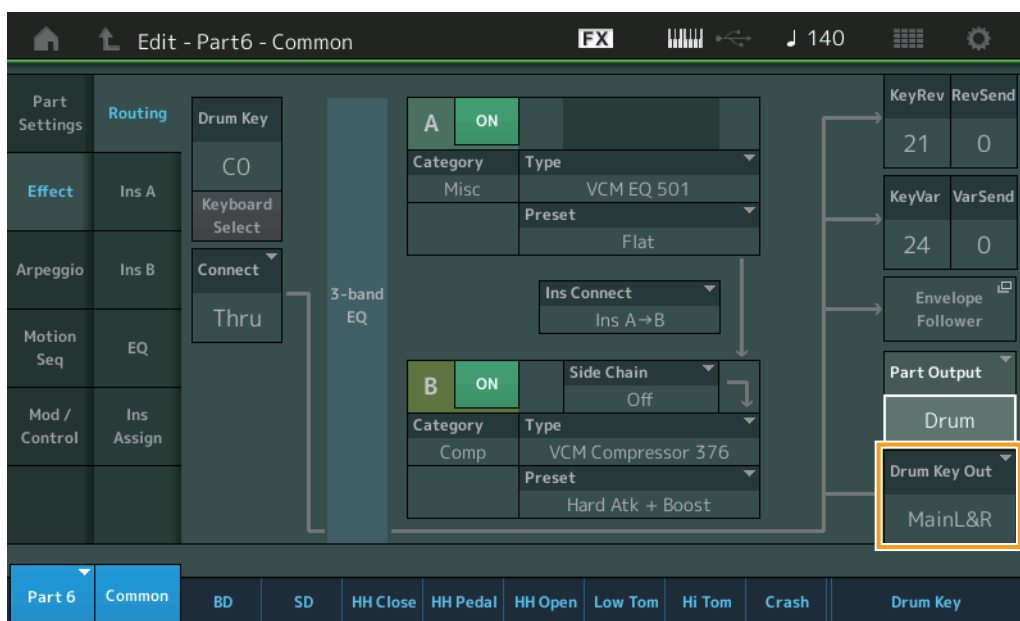 Edit - Part6 - Common
FX
♩ 140
Part
Settings
Effect
Arpeggio
Motion
Seq
Mod /
Control
Routing
Ins A
Ins B
EQ
Ins
Assign
Drum Key
C0
Keyboard
Select
Connect
Thru
3-band
EQ
A
ON
Category
Misc
Type
VCM EQ 501
Preset
Flat
Ins Connect
Ins A→B
B
ON
Side Chain
Off
Category
Comp
Type
VCM Compressor 376
Preset
Hard Atk + Boost
KeyRev RevSend
21 0
KeyVar VarSend
24 0
Envelope
Follower
Part Output
Drum
Drum Key Out
MainL&R
Part 6 Common BD SD HH Close HH Pedal HH Open Low Tom Hi Tom Crash Drum Key